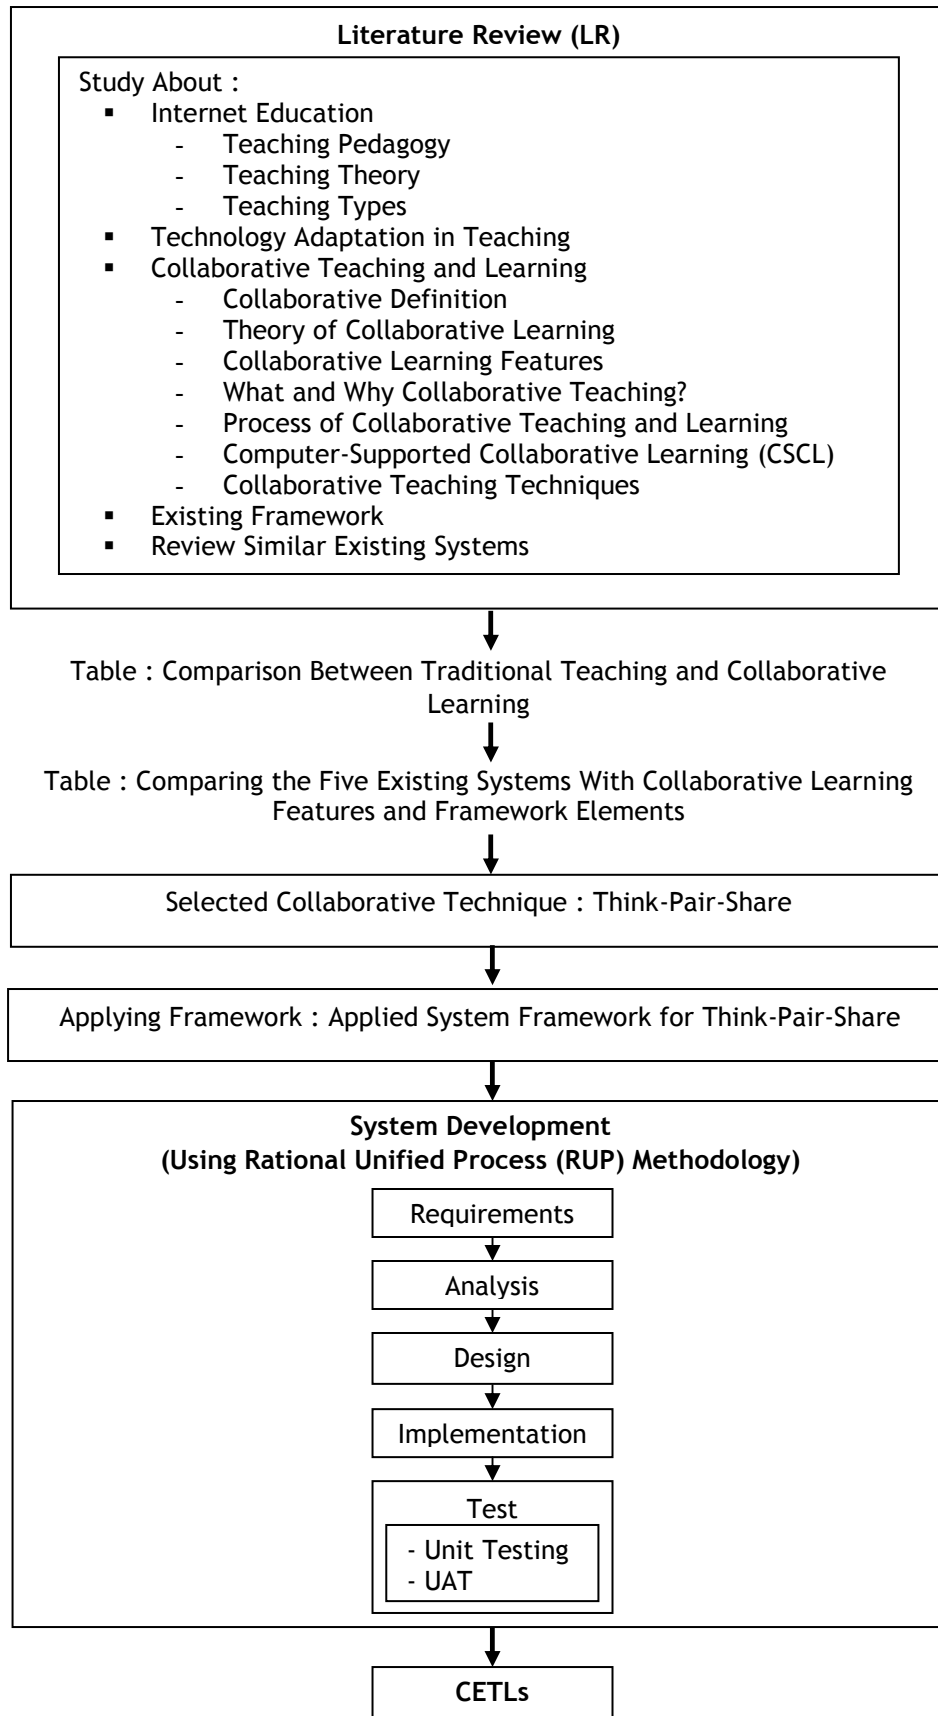 Literature Review (LR)
Study About :
▪ Internet Education
- Teaching Pedagogy
- Teaching Theory
- Teaching Types
▪ Technology Adaptation in Teaching
▪ Collaborative Teaching and Learning
- Collaborative Definition
- Theory of Collaborative Learning
- Collaborative Learning Features
- What and Why Collaborative Teaching?
- Process of Collaborative Teaching and Learning
- Computer-Supported Collaborative Learning (CSCL)
- Collaborative Teaching Techniques
▪ Existing Framework
▪ Review Similar Existing Systems
Table : Comparison Between Traditional Teaching and Collaborative
Learning
Table : Comparing the Five Existing Systems With Collaborative Learning
Features and Framework Elements
Selected Collaborative Technique : Think-Pair-Share
Applying Framework : Applied System Framework for Think-Pair-Share
System Development
(Using Rational Unified Process (RUP) Methodology)
Requirements
Analysis
Design
Implementation
Test
- Unit Testing
- UAT
CETLs